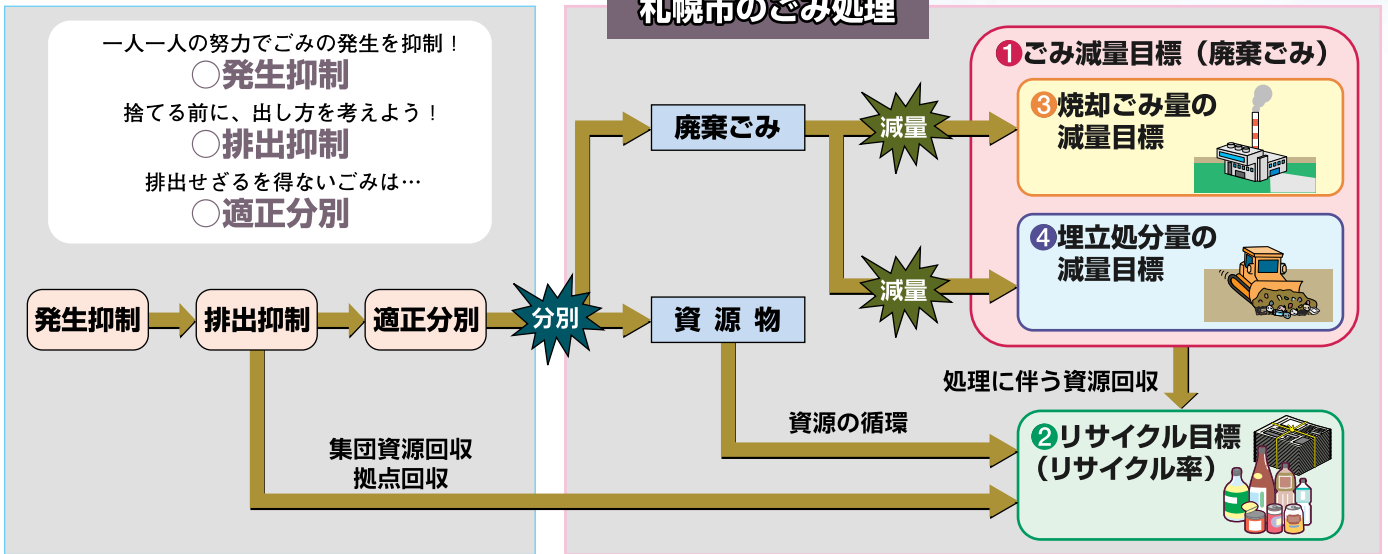 札幌市のごみ処理
一人一人の努力でごみの発生を抑制！
○発生抑制
捨てる前に、出し方を考えよう！
○排出抑制
排出せざるを得ないごみは…
○適正分別
発生抑制
排出抑制
適正分別
分別
集団資源回収
拠点回収
廃棄ごみ
資源物
減量
減量
❶ごみ減量目標（廃棄ごみ）
❸焼却ごみ量の
減量目標
❹埋立処分量の
減量目標
処理に伴う資源回収
資源の循環
❷リサイクル目標
（リサイクル率）